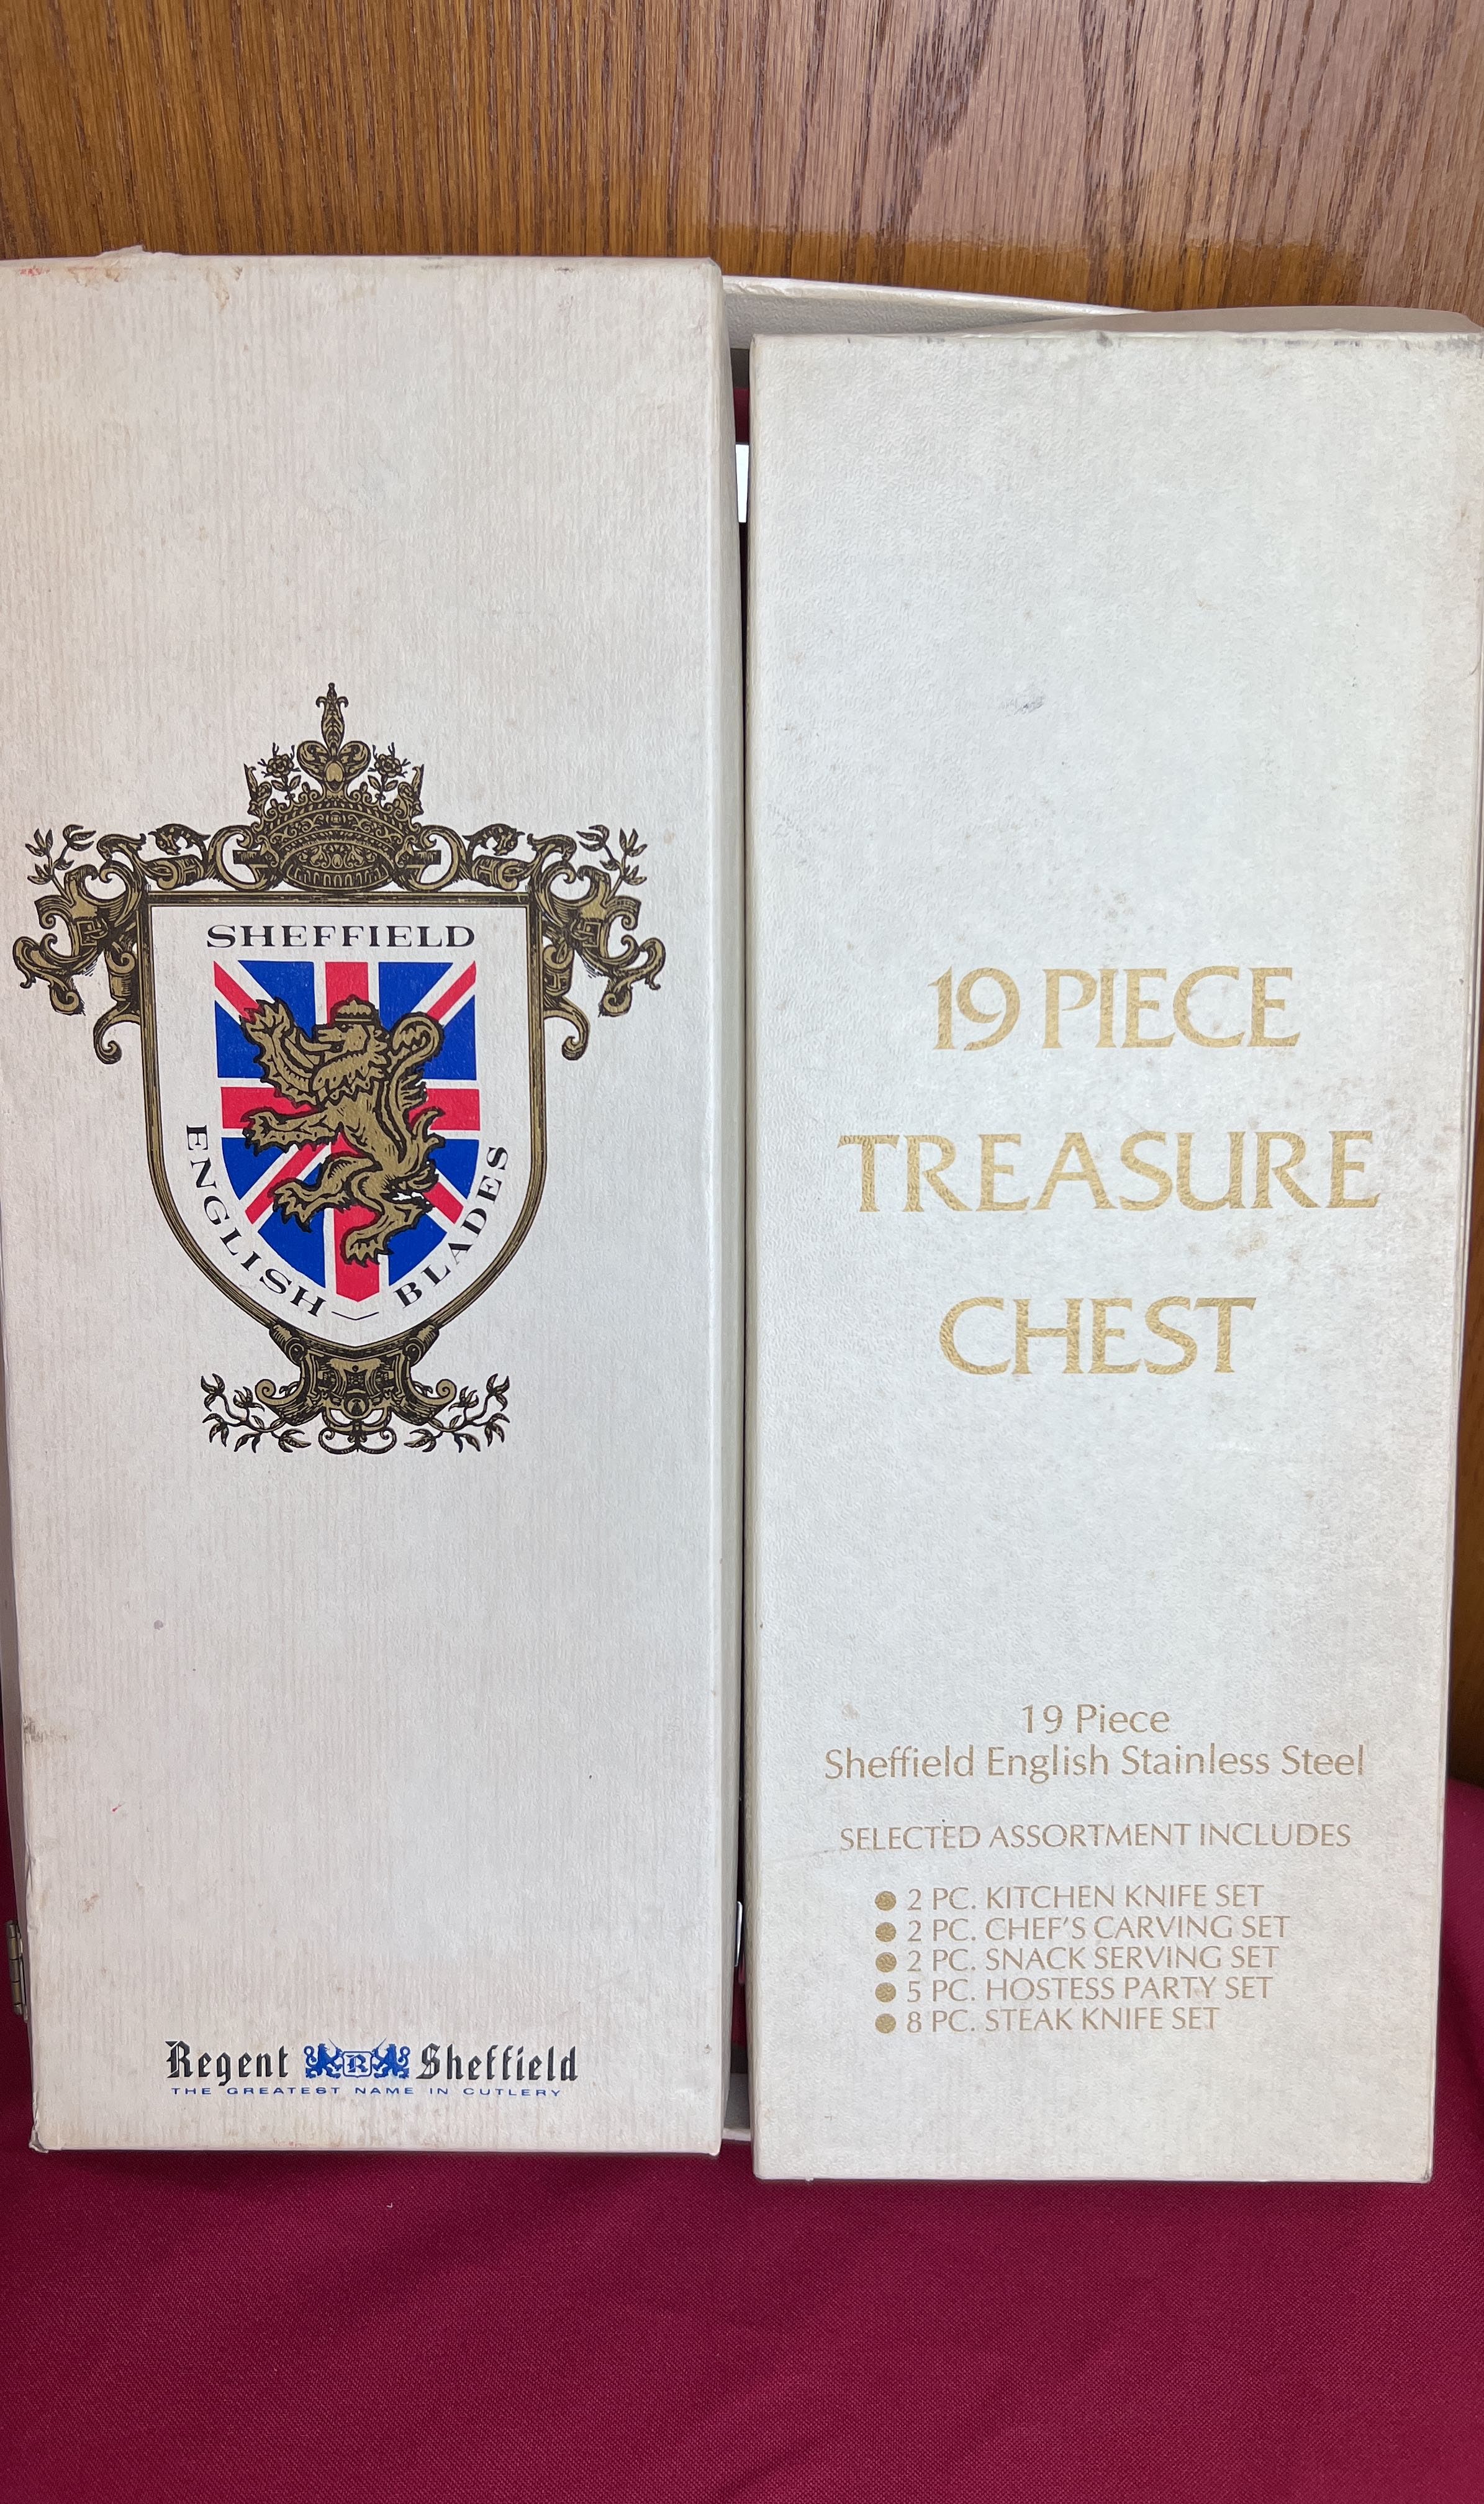 SHEFFIELD
ENGLISH — BLADES
Regent R Sheffield
THE GREATEST NAME IN CUTLERY
19 PIECE
TREASURE
CHEST
19 Piece
Sheffield English Stainless Steel
SELECTED ASSORTMENT INCLUDES
● 2 PC. KITCHEN KNIFE SET
● 2 PC. CHEF'S CARVING SET
● 2 PC. SNACK SERVING SET
● 5 PC. HOSTESS PARTY SET
● 8 PC. STEAK KNIFE SET